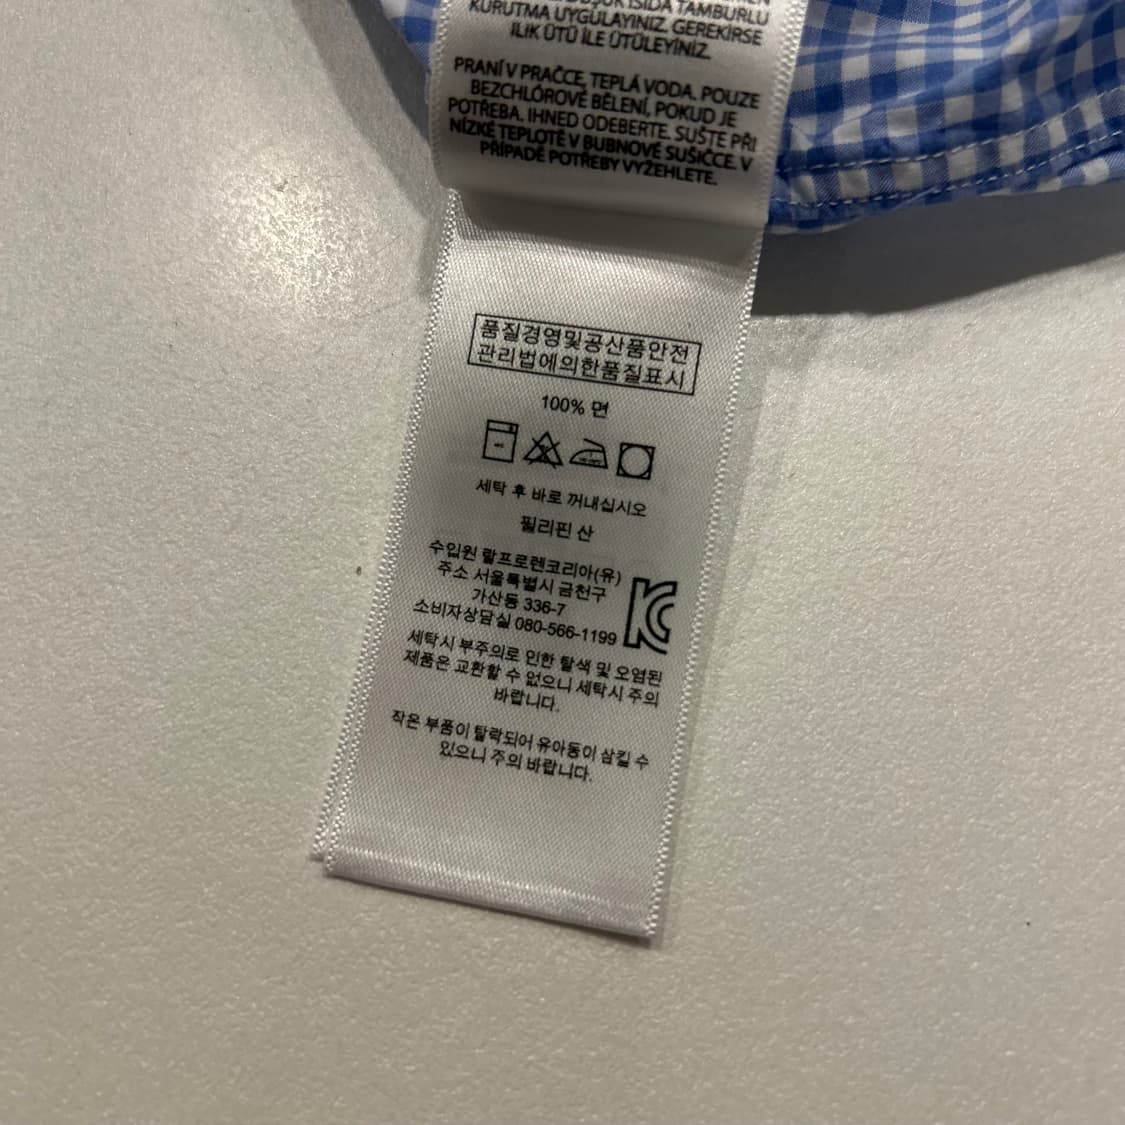 DÜŞÜK ISIDA TAMBURLU
KURUTMA UYGULAYINIZ. GEREKİRSE
ILIK ÜTÜ İLE ÜTÜLEYİNİZ.
PRANÍ V PRAČCE, TEPLÁ VODA. POUZE
BEZCHLÓROVÉ BĚLENÍ, POKUD JE
POTŘEBA. IHNED ODEBERTE. SUŠTE PŘI
NÍZKÉ TEPLOTĚ V BUBNOVÉ SUŠIČCE. V
PŘÍPADĚ POTŘEBY VYŽEHLETE.
품질경영및공산품안전
관리법에의한품질표시
100% 면
세탁 후 바로 꺼내십시오
필리핀 산
수입원 랄프로렌코리아(유)
주소 서울특별시 금천구
가산동 336-7
소비자상담실 080-566-1199
세탁시 부주의로 인한 탈색 및 오염된
제품은 교환할 수 없으니 세탁시 주의
바랍니다.
작은 부품이 탈락되어 유아동이 삼킬 수
있으니 주의 바랍니다.